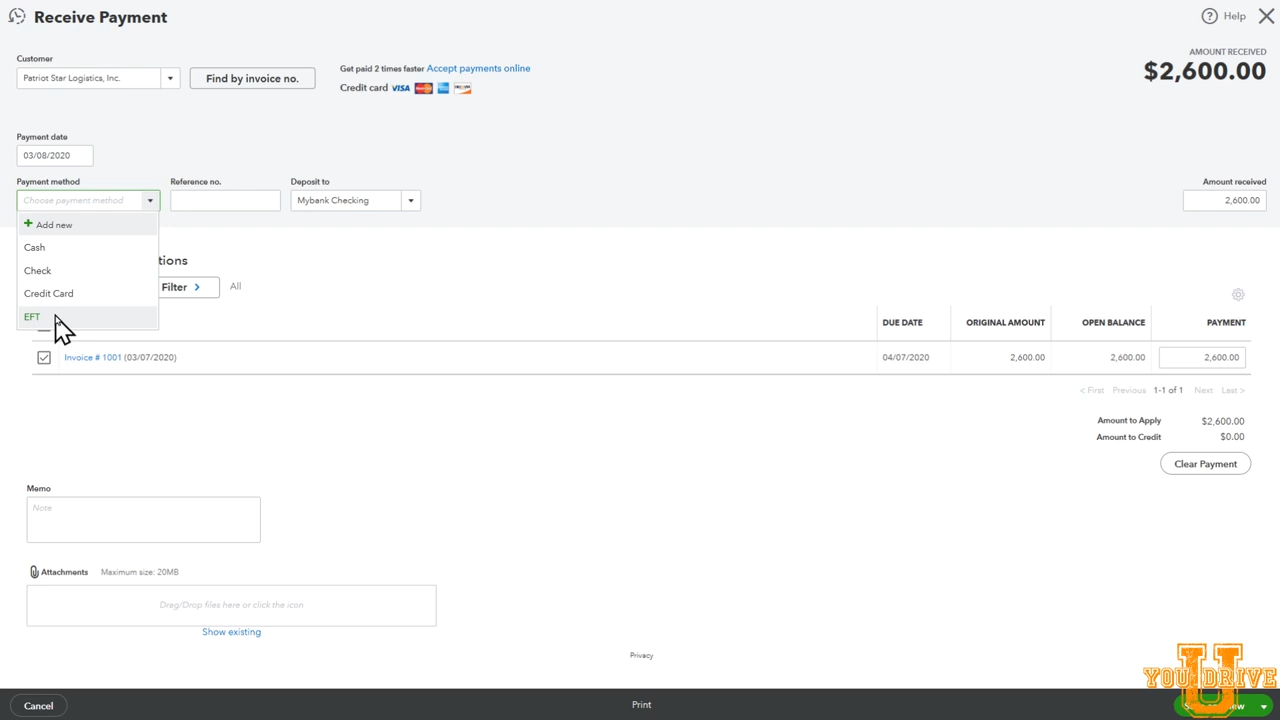 Receive Payment
Help
Customer
Patriot Star Logistics, Inc.
Find by invoice no.
Get paid 2 times faster Accept payments online
Credit card VISA
AMOUNT RECEIVED
$2,600.00
Payment date
03/08/2020
Payment method
Reference no.
Deposit to
Amount received
Choose payment method
Mybank Checking
2,600.00
+ Add new
Cash
Check
Credit Card
EFT
tions
Filter >
All
DUE DATE
ORIGINAL AMOUNT
OPEN BALANCE
PAYMENT
Invoice # 1001 (03/07/2020)
04/07/2020
2,600.00
2,600.00
2,600.00
< First Previous 1-1 of 1 Next Last >
Amount to Apply $2,600.00
Amount to Credit $0.00
Clear Payment
Memo
Note
Attachments Maximum size: 20MB
Drag/Drop files here or click the icon
Show existing
Privacy
U
YOU DRIVE
Cancel
Print